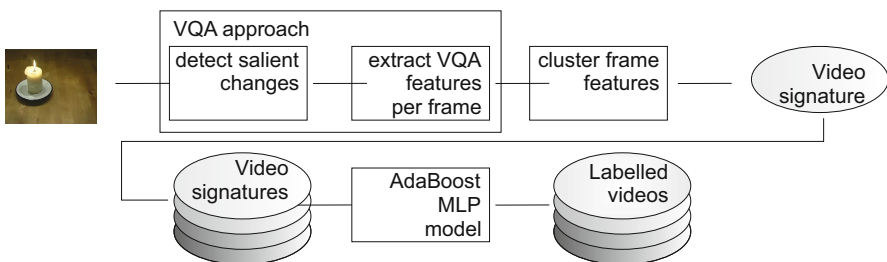 VQA approach
detect salient
changes
extract VQA
features
per frame
cluster frame
features
Video
signature
Video
signatures
AdaBoost
MLP
model
Labelled
videos